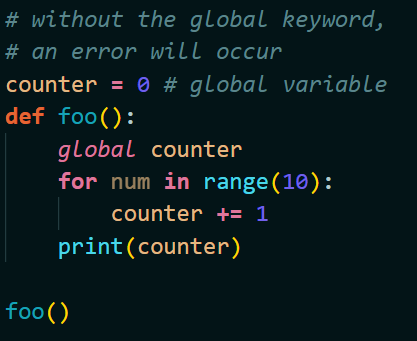 # without the global keyword,
# an error will occur
counter = 0 # global variable
def foo():
    global counter
    for num in range(10):
        counter += 1
    print(counter)

foo()